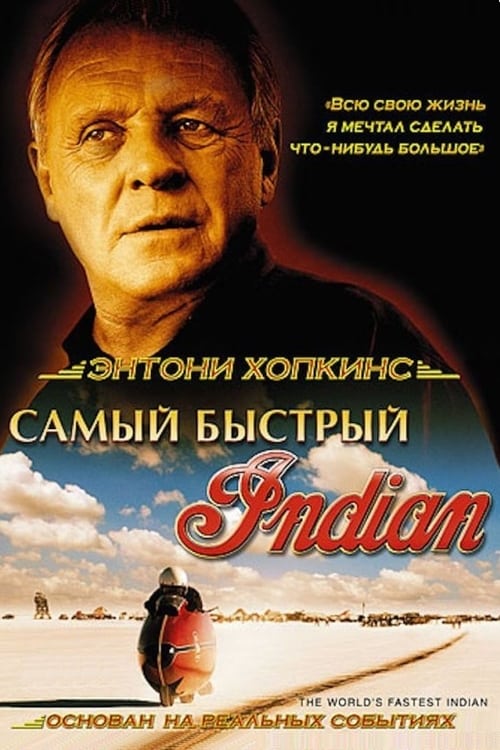 «Всю свою жизнь
я мечтал сделать
что-нибудь большое»
ЭНТОНИ ХОПКИНС
САМЫЙ БЫСТРЫЙ
Indian
THE WORLD'S FASTEST INDIAN
ОСНОВАН НА РЕАЛЬНЫХ СОБЫТИЯХ